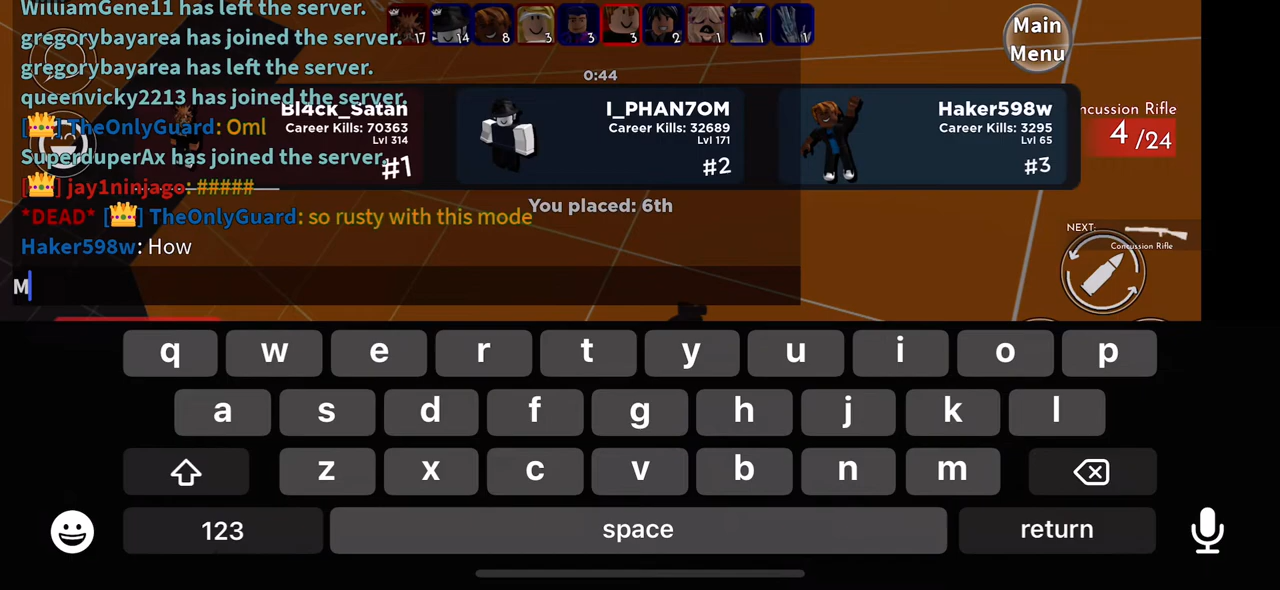 WilliamGene11 has left the server.
gregorybayarea has joined the server.
gregorybayarea has left the server.
queenvicky2213 has joined the server.
[👑] TheOnlyGuard: Oml
SuperduperAx has joined the server.
[👑] jay1ninjago: #####
*DEAD* [👑] TheOnlyGuard: so rusty with this mode
Haker598w: How
M
17
14
8
3
3
3
2
1
1
1
0:44
Bl4ck_Satan
Career Kills: 70363
Lvl 314
#1
I_PHAN7OM
Career Kills: 32689
Lvl 171
#2
Haker598w
Career Kills: 3295
Lvl 65
#3
You placed: 6th
Main
Menu
ncussion Rifle
4 /24
NEXT:
Concussion Rifle
q w e r t y u i o p
a s d f g h j k l
z x c v b n m
123 space return